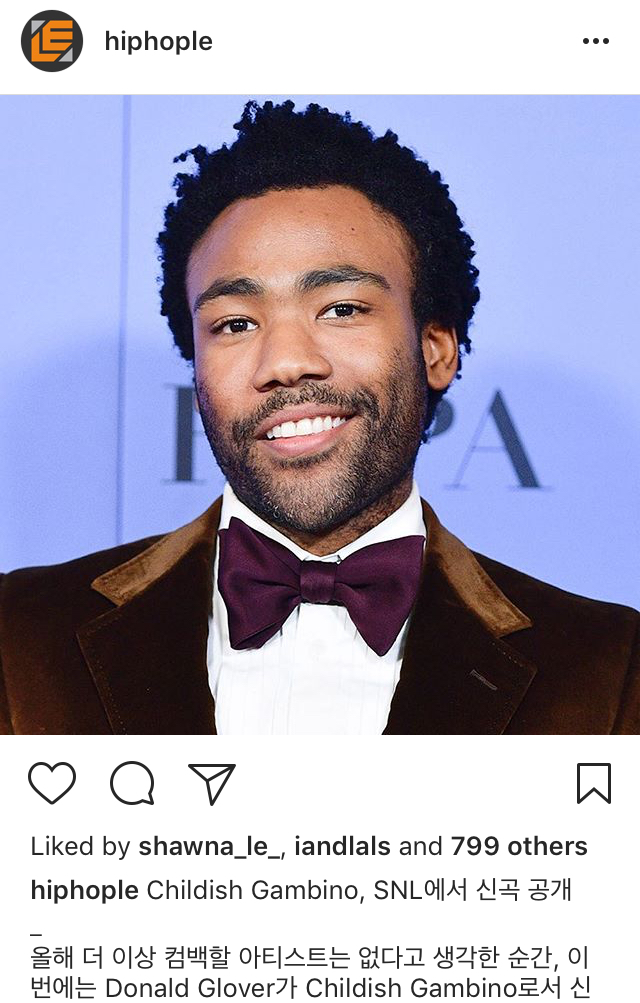 hiphople
Liked by shawna_le_, iandlals and 799 others
hiphople Childish Gambino, SNL에서 신곡 공개
_
올해 더 이상 컴백할 아티스트는 없다고 생각한 순간, 이
번에는 Donald Glover가 Childish Gambino로서 신